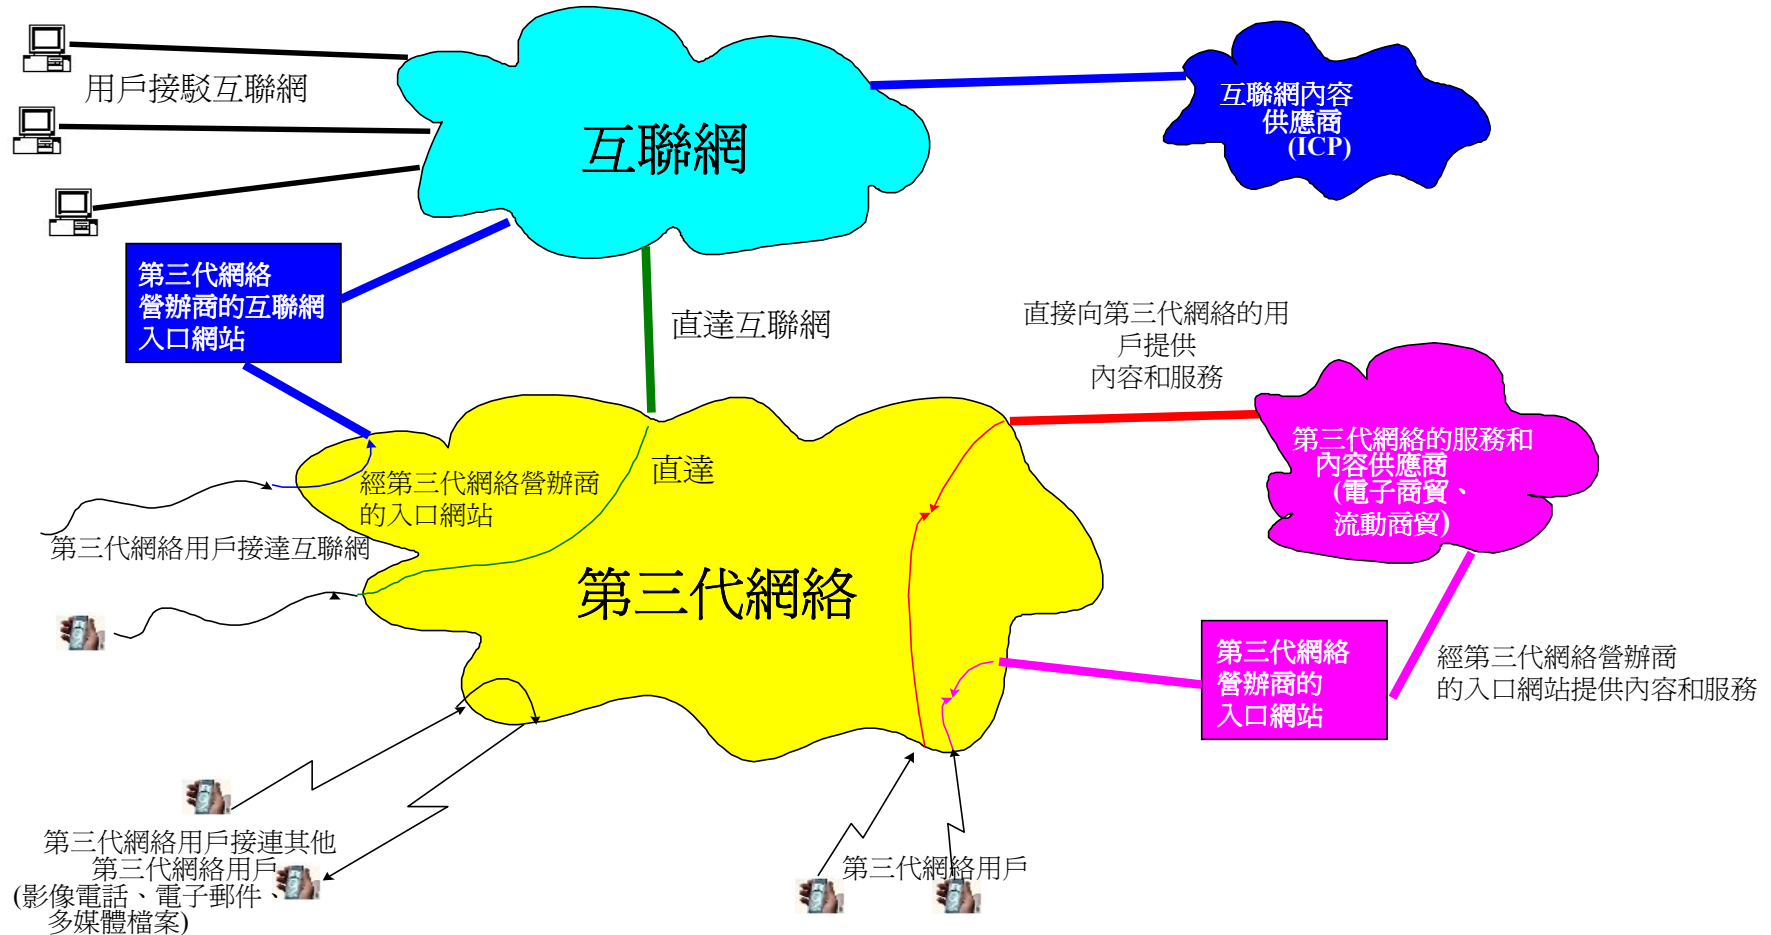 用戶接駁互聯網
互聯網
互聯網內容
供應商
(ICP)
第三代網絡
營辦商的互聯網
入口網站
直達互聯網
直接向第三代網絡的用
戶提供
內容和服務
第三代網絡的服務和
內容供應商
(電子商貿、
流動商貿)
經第三代網絡營辦商
的入口網站
直達
第三代網絡用戶接達互聯網
第三代網絡
第三代網絡
營辦商的
入口網站
經第三代網絡營辦商
的入口網站提供內容和服務
第三代網絡用戶接連其他
第三代網絡用戶
(影像電話、電子郵件、
多媒體檔案)
第三代網絡用戶